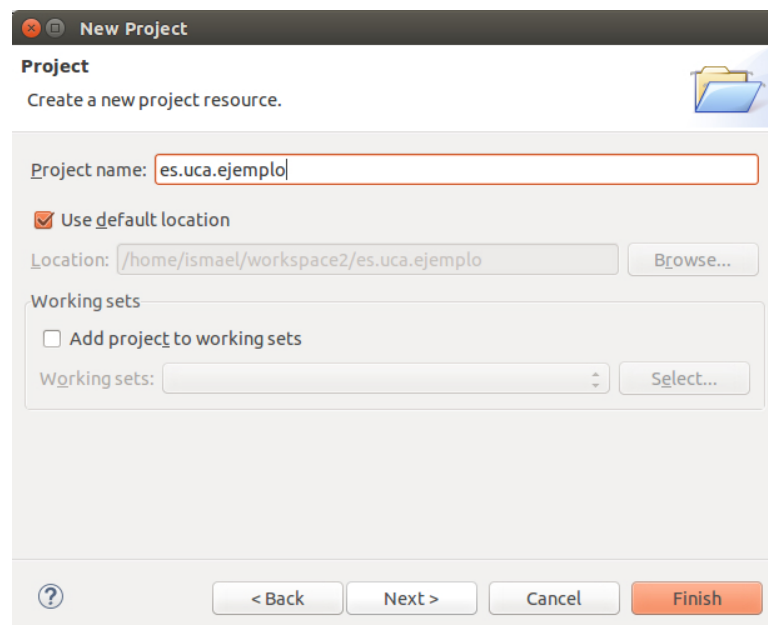 New Project
Project
Create a new project resource.
Project name: es.uca.ejemplo
Use default location
Location: /home/ismael/workspace2/es.uca.ejemplo Browse...
Working sets
Add project to working sets
Working sets: Select...
? < Back Next > Cancel Finish